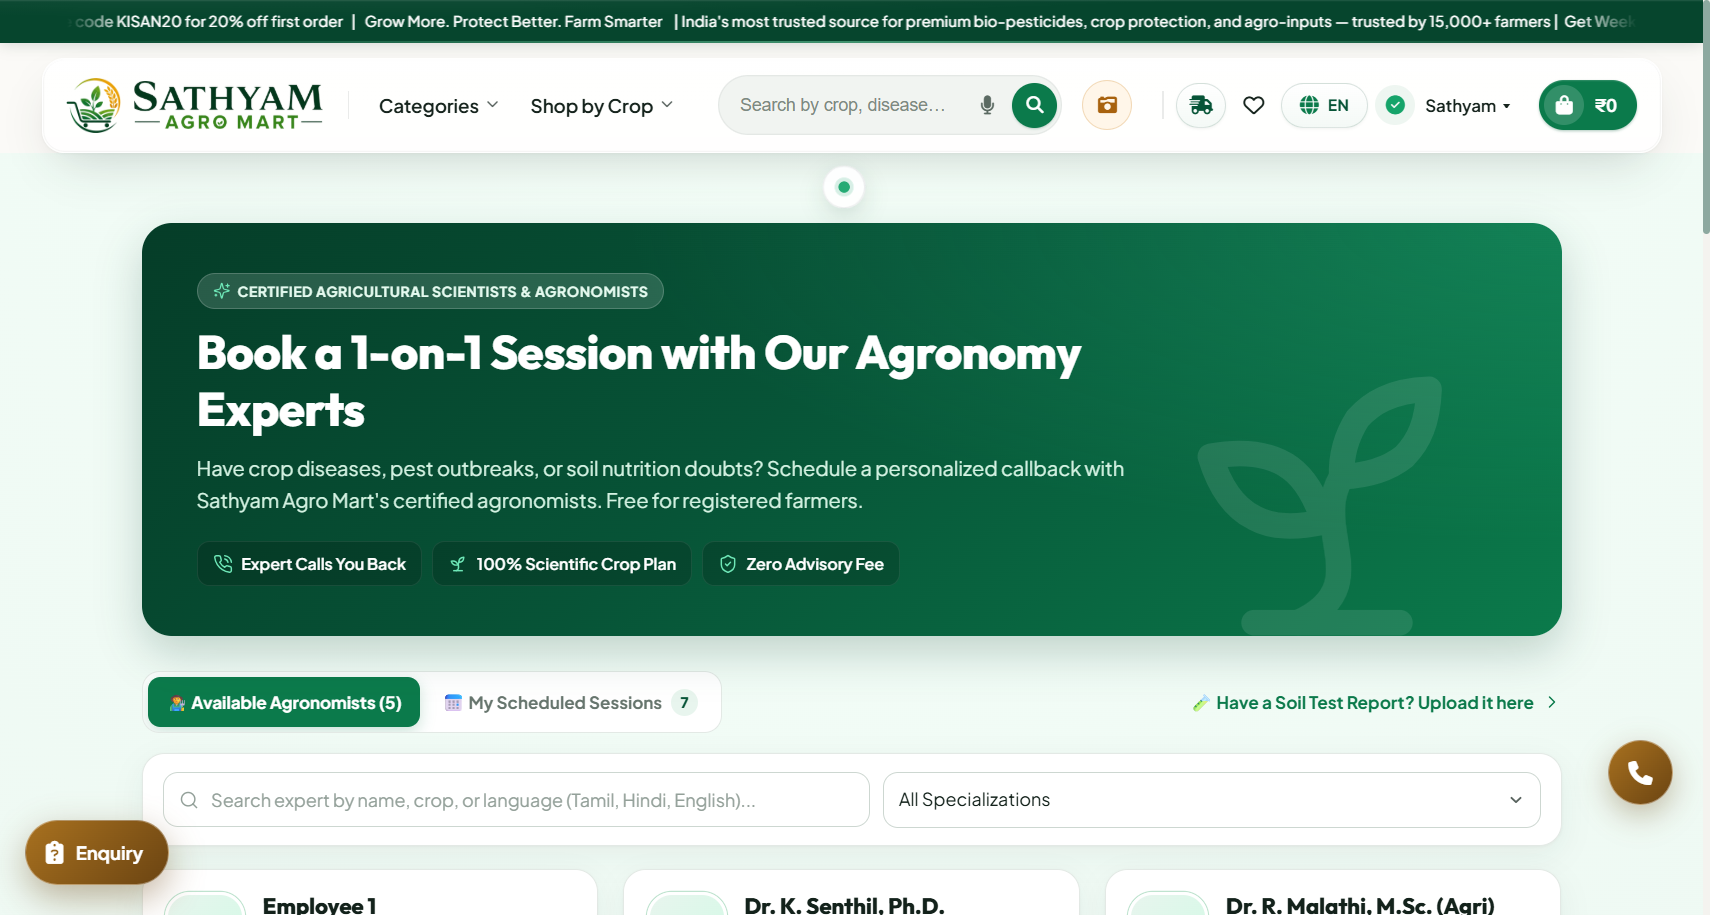 code KISAN20 for 20% off first order | Grow More. Protect Better. Farm Smarter | India's most trusted source for premium bio-pesticides, crop protection, and agro-inputs — trusted by 15,000+ farmers | Get Week
SATHYAM
AGRO MART
Categories
Shop by Crop
Search by crop, disease...
EN
Sathyam
₹0
CERTIFIED AGRICULTURAL SCIENTISTS & AGRONOMISTS
Book a 1-on-1 Session with Our Agronomy
Experts
Have crop diseases, pest outbreaks, or soil nutrition doubts? Schedule a personalized callback with
Sathyam Agro Mart's certified agronomists. Free for registered farmers.
Expert Calls You Back
100% Scientific Crop Plan
Zero Advisory Fee
Available Agronomists (5)
My Scheduled Sessions 7
Have a Soil Test Report? Upload it here
Search expert by name, crop, or language (Tamil, Hindi, English)...
All Specializations
Enquiry
Employee 1
Dr. K. Senthil, Ph.D.
Dr. R. Malathi, M.Sc. (Agri)